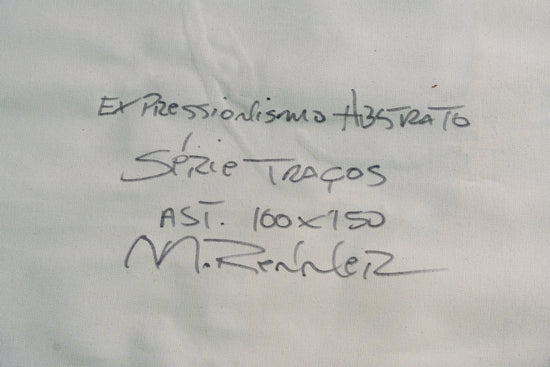 Expressionismo Abstrato
Série Traços
AST. 100x150
M. Renner